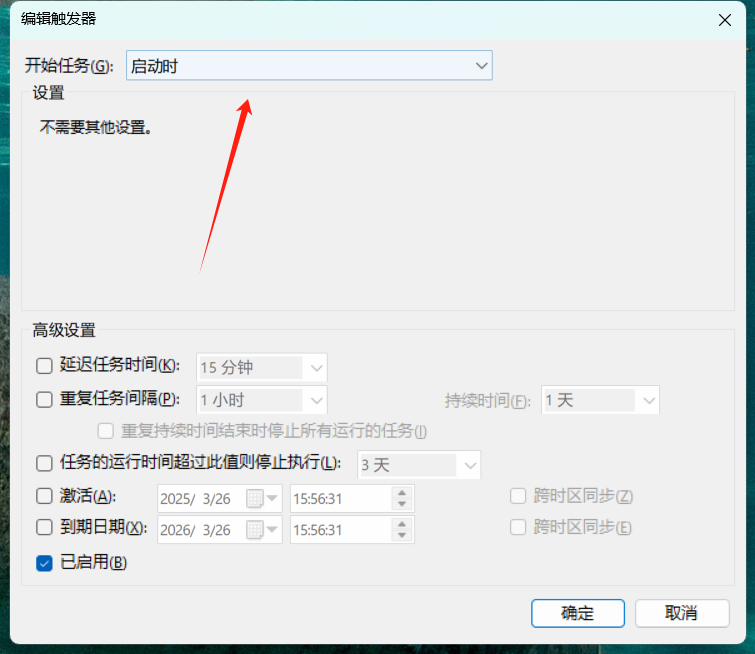 编辑触发器
开始任务(G): 启动时
设置
不需要其他设置。
高级设置
延迟任务时间(K): 15 分钟
重复任务间隔(P): 1 小时 持续时间(F): 1 天
重复持续时间结束时停止所有运行的任务(I)
任务的运行时间超过此值则停止执行(L): 3 天
激活(A): 2025/ 3/26 15:56:31 跨时区同步(Z)
到期日期(X): 2026/ 3/26 15:56:31 跨时区同步(E)
已启用(B)
确定 取消